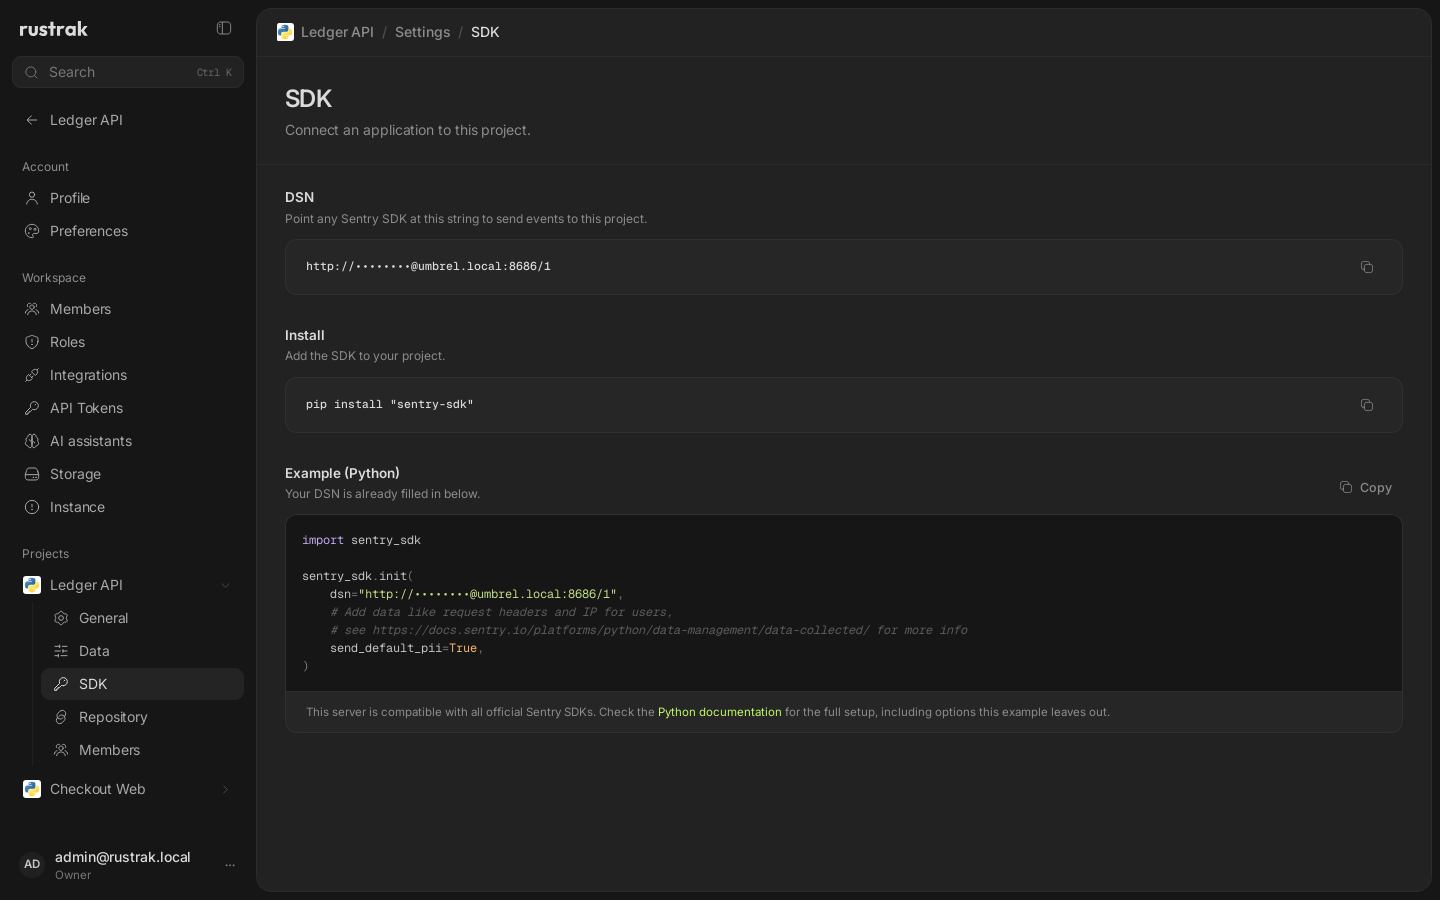 rustrak
Search
Ctrl K
Ledger API
Account
Profile
Preferences
Workspace
Members
Roles
Integrations
API Tokens
AI assistants
Storage
Instance
Projects
Ledger API
General
Data
SDK
Repository
Members
Checkout Web
AD
admin@rustrak.local
Owner
Ledger API / Settings / SDK
SDK
Connect an application to this project.
DSN
Point any Sentry SDK at this string to send events to this project.
http://••••••••@umbrel.local:8686/1
Install
Add the SDK to your project.
pip install "sentry-sdk"
Example (Python)
Your DSN is already filled in below.
Copy
import sentry_sdk
sentry_sdk.init(
dsn="http://••••••••@umbrel.local:8686/1",
# Add data like request headers and IP for users,
# see https://docs.sentry.io/platforms/python/data-management/data-collected/ for more info
send_default_pii=True,
)
This server is compatible with all official Sentry SDKs. Check the Python documentation for the full setup, including options this example leaves out.